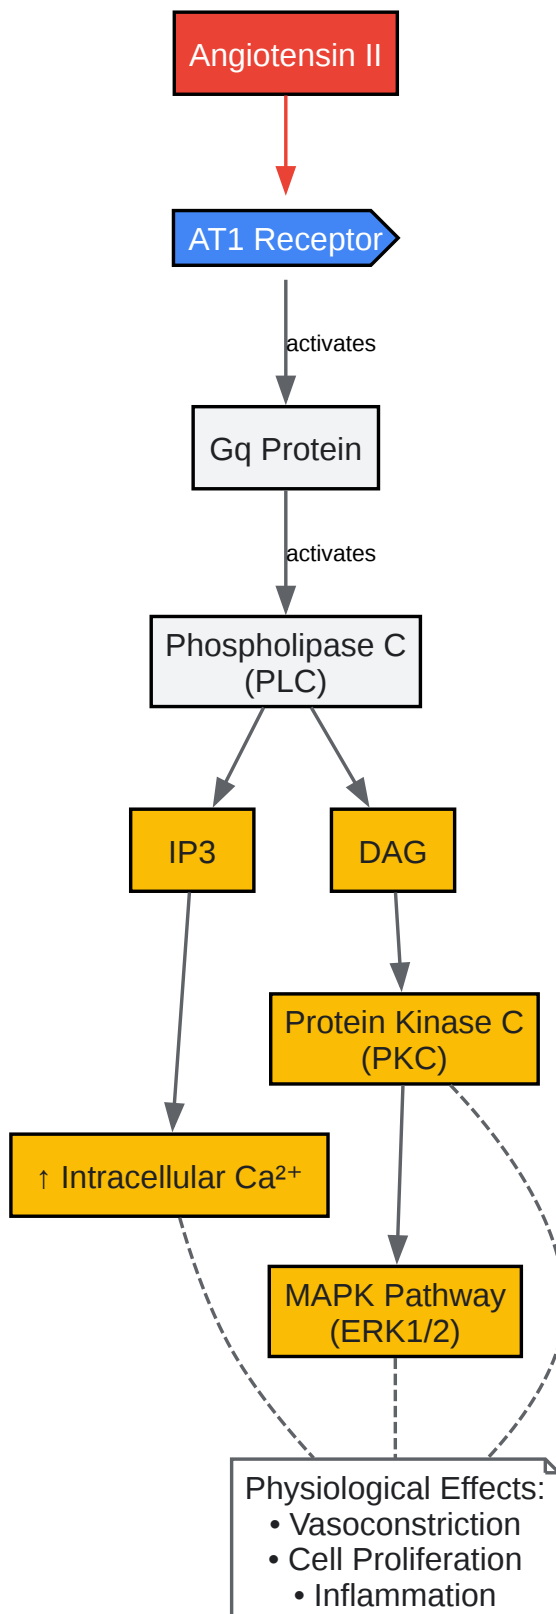 Angiotensin II
AT1 Receptor
activates
Gq Protein
activates
Phospholipase C
(PLC)
IP3
DAG
Protein Kinase C
(PKC)
↑ Intracellular Ca²⁺
MAPK Pathway
(ERK1/2)
Physiological Effects:
• Vasoconstriction
• Cell Proliferation
• Inflammation